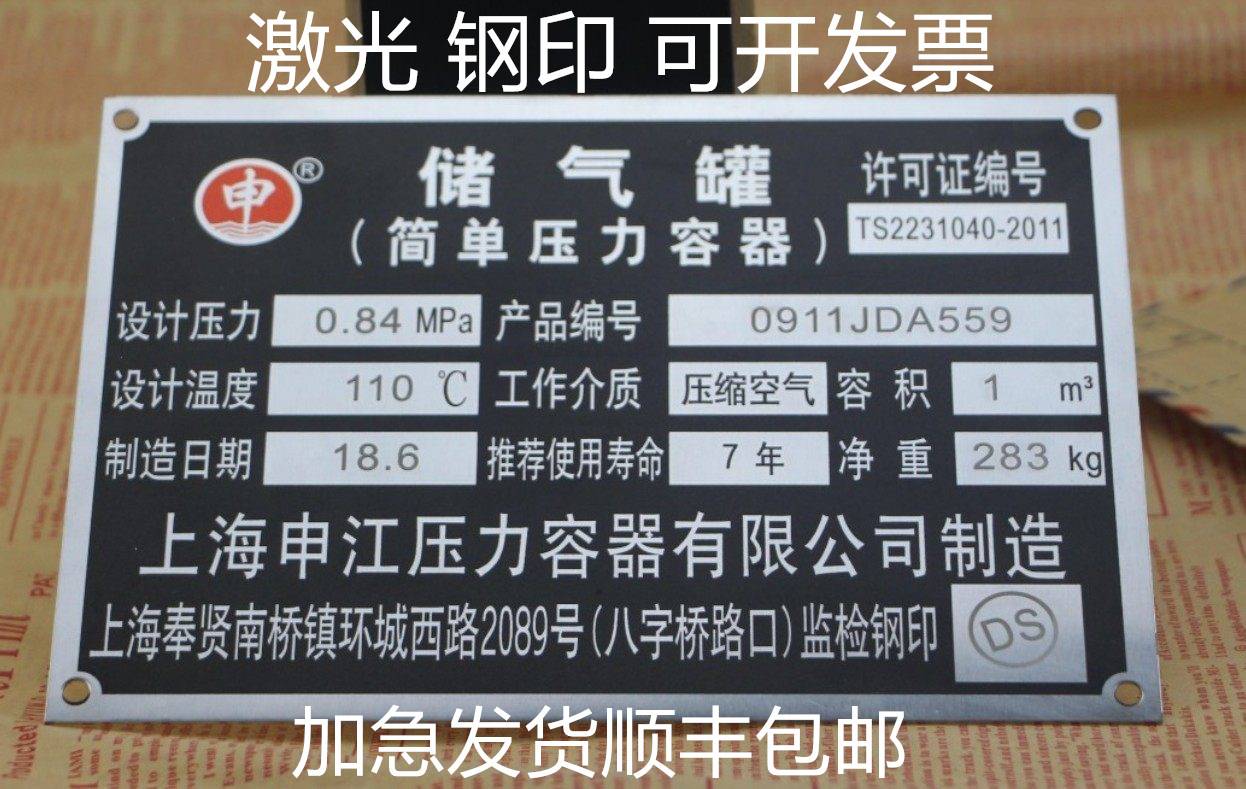 激光 钢印 可开发票
申®
储气罐
(简单压力容器)
许可证编号
TS2231040-2011
设计压力 0.84 MPa 产品编号 0911JDA559
设计温度 110 ℃ 工作介质 压缩空气 容积 1 m³
制造日期 18.6 推荐使用寿命 7年 净重 283 kg
上海申江压力容器有限公司制造
上海奉贤南桥镇环城西路2089号(八字桥路口)监检钢印 DS
加急发货顺丰包邮